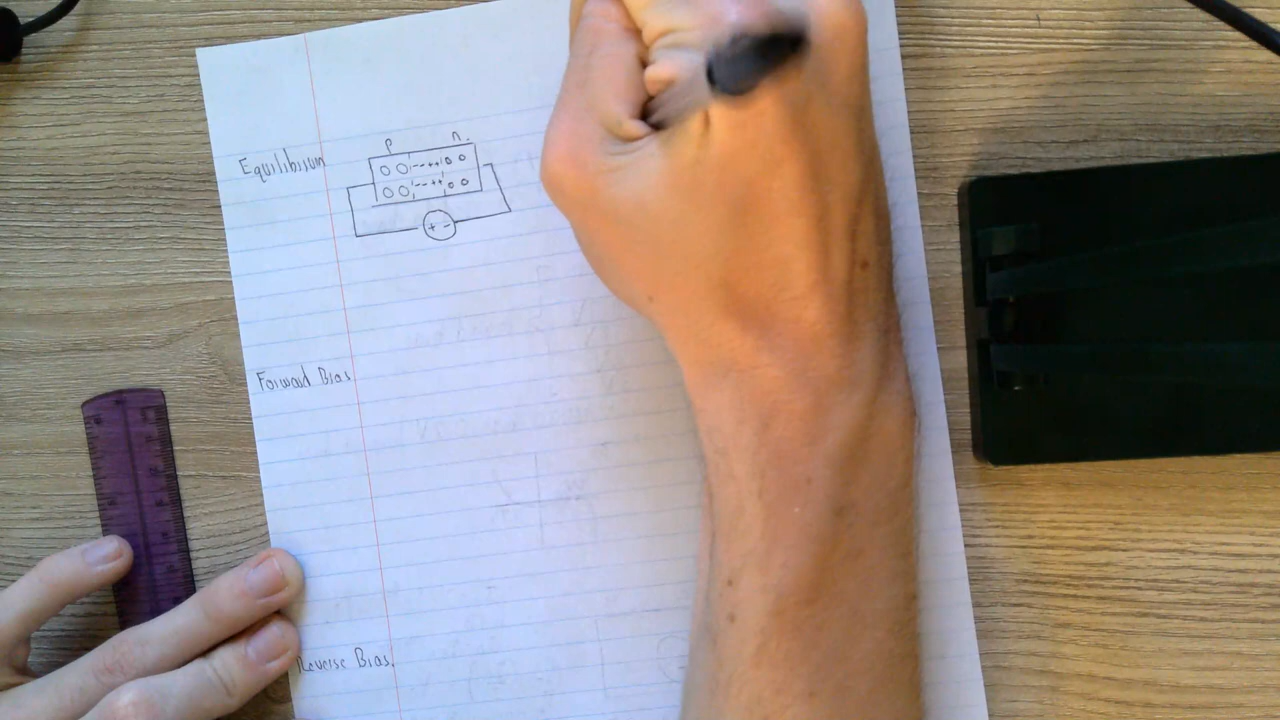 p n.
Equilibrium
--++
--++
+ -
Forward Bias
Reverse Bias.